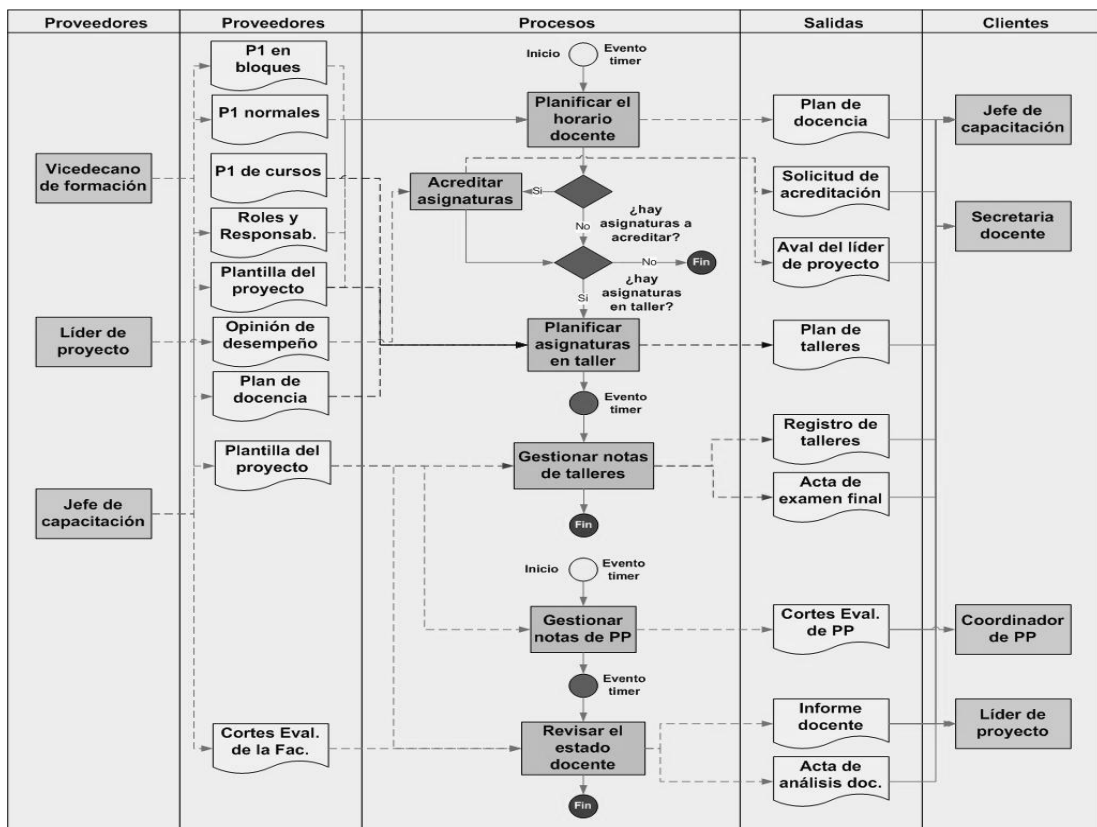 Proveedores
Proveedores
Procesos
Salidas
Clientes
Vicedecano
de formación
Líder de
proyecto
Jefe de
capacitación
P1 en
bloques
P1 normales
P1 de cursos
Roles y
Responsab.
Plantilla del
proyecto
Opinión de
desempeño
Plan de
docencia
Plantilla del
proyecto
Cortes Eval.
de la Fac.
Inicio
Evento
timer
Planificar el
horario
docente
Acreditar
asignaturas
Si
¿hay
asignaturas a
acreditar?
No
No
Fin
¿hay
asignaturas
en taller?
Si
Planificar
asignaturas
en taller
Evento
timer
Gestionar notas
de talleres
Fin
Inicio
Evento
timer
Gestionar
notas de PP
Evento
timer
Revisar el
estado
docente
Fin
Plan de
docencia
Solicitud de
acreditación
Aval del líder
de proyecto
Plan de
talleres
Registro de
talleres
Acta de
examen final
Cortes Eval.
de PP
Informe
docente
Acta de
análisis doc.
Jefe de
capacitación
Secretaria
docente
Coordinador
de PP
Líder de
proyecto